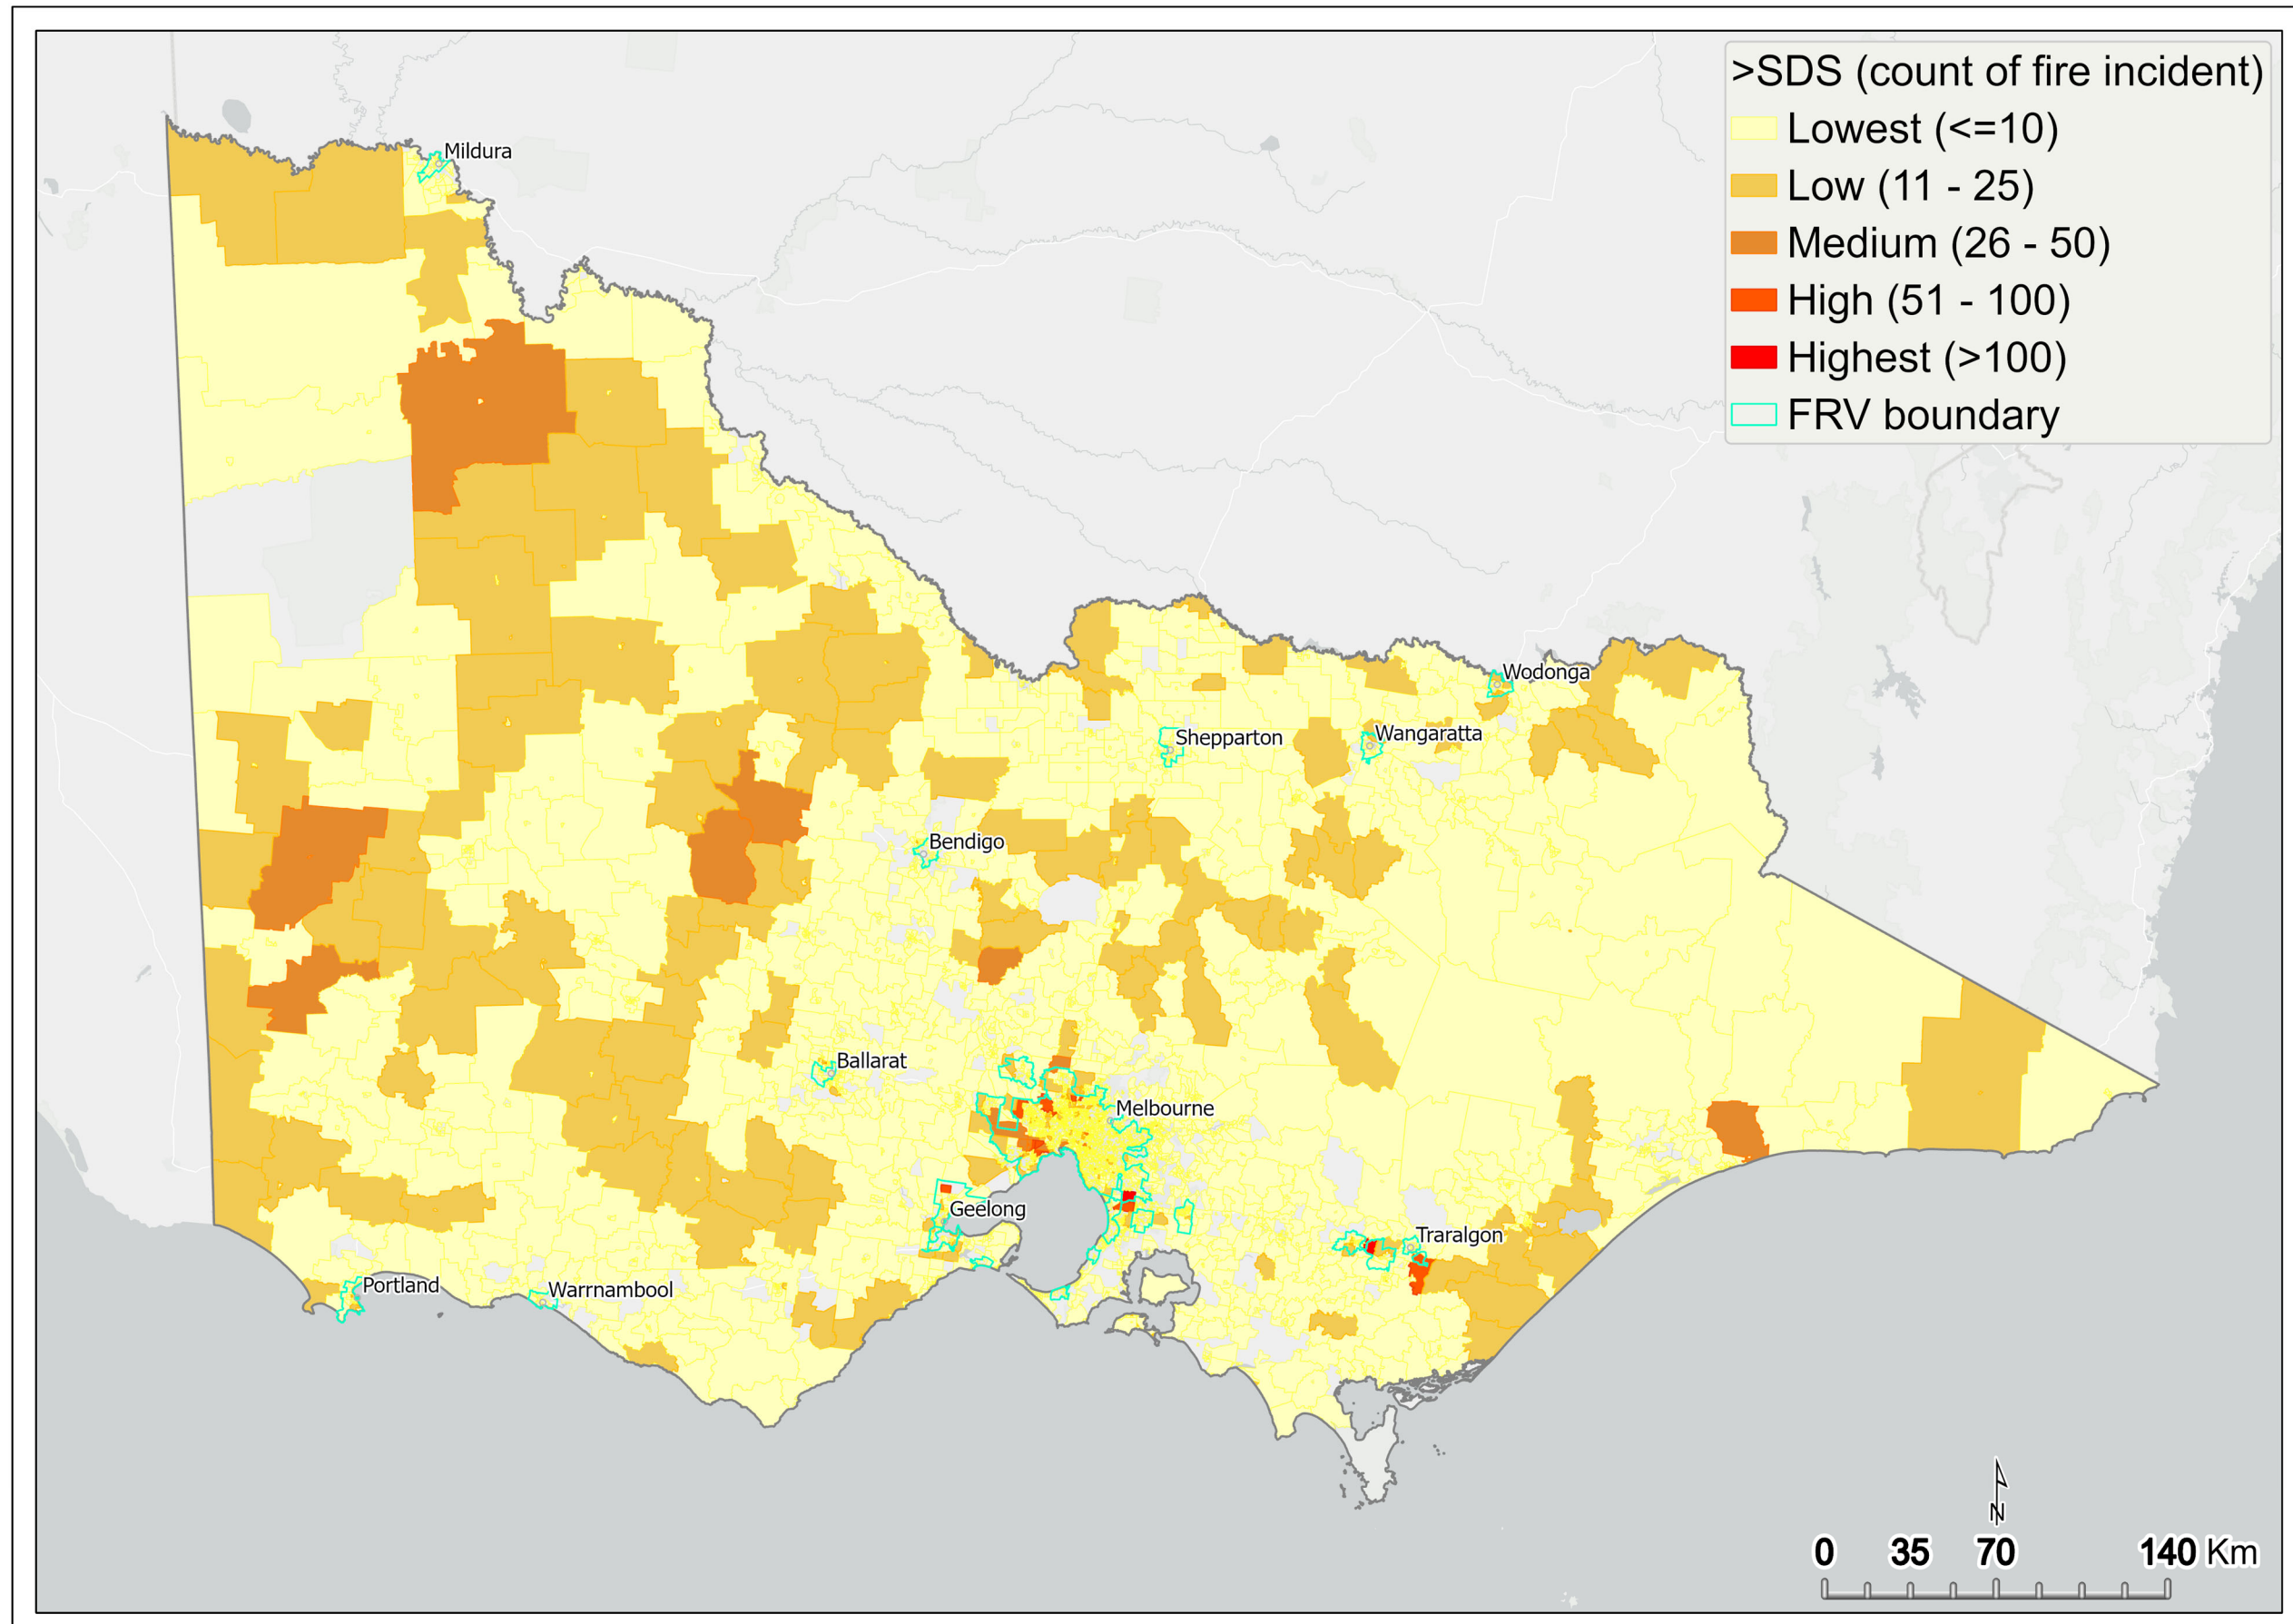 >SDS (count of fire incident)
Lowest (<=10)
Low (11 - 25)
Medium (26 - 50)
High (51 - 100)
Highest (>100)
FRV boundary
Mildura
Wodonga
Shepparton
Wangaratta
Bendigo
Ballarat
Melbourne
Geelong
Traralgon
Portland
Warrnambool
N
0 35 70 140 Km